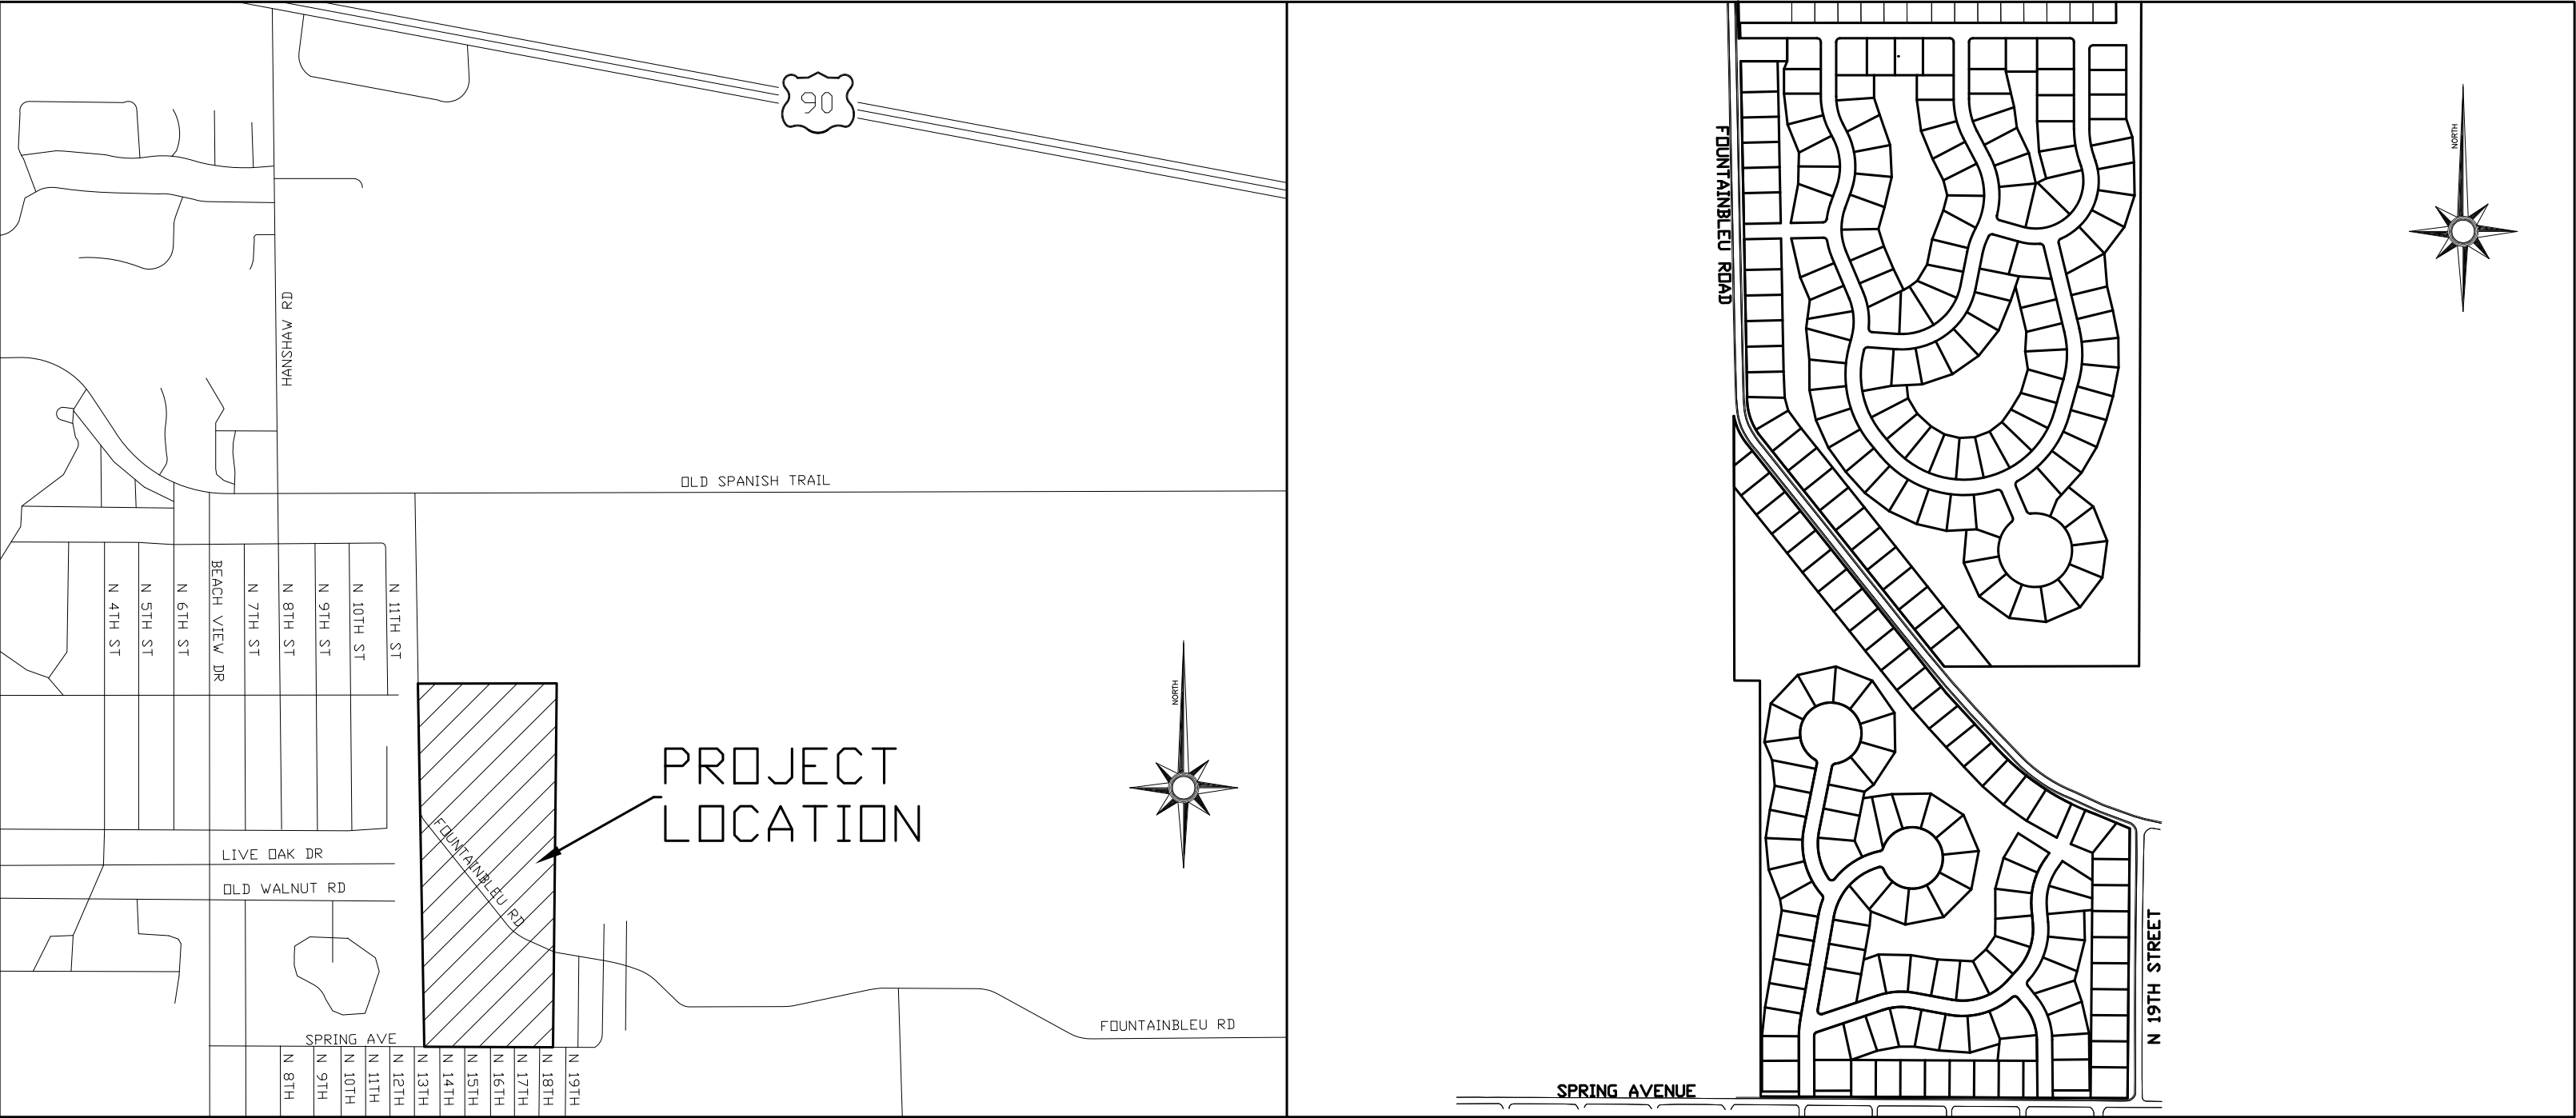 90
HANSHAW RD
OLD SPANISH TRAIL
N 4TH ST
N 5TH ST
N 6TH ST
BEACH VIEW DR
N 7TH ST
N 8TH ST
N 9TH ST
N 10TH ST
N 11TH ST
NORTH
PROJECT
LOCATION
FOUNTAINBLEU RD
LIVE OAK DR
OLD WALNUT RD
SPRING AVE
FOUNTAINBLEU RD
N 8TH
N 9TH
N 10TH
N 11TH
N 12TH
N 13TH
N 14TH
N 15TH
N 16TH
N 17TH
N 18TH
N 19TH
FOUNTAINBLEU ROAD
NORTH
N 19TH STREET
SPRING AVENUE